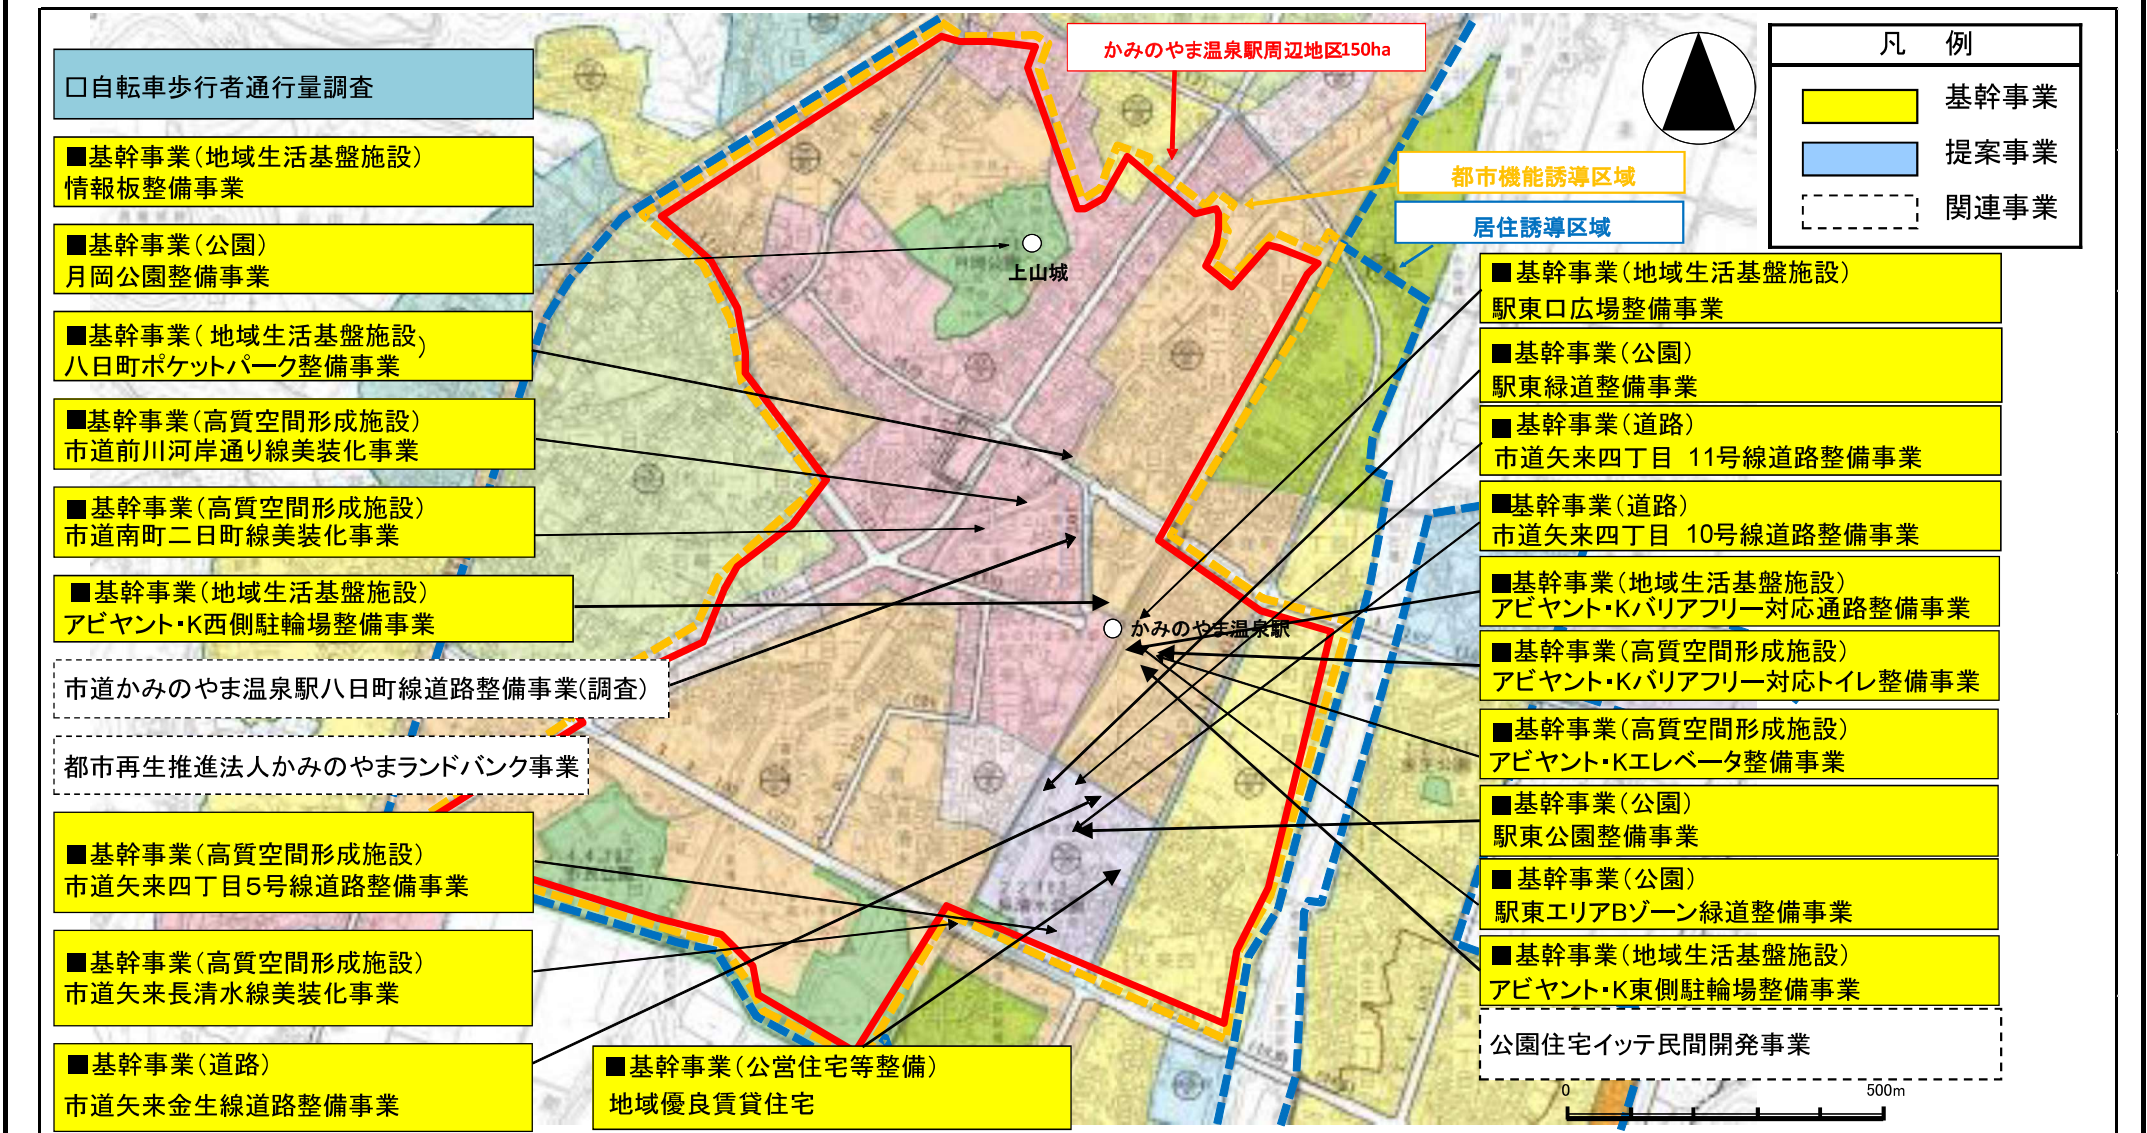 かみのやま温泉駅周辺地区150ha
凡　例
基幹事業
提案事業
関連事業
都市機能誘導区域
居住誘導区域
□自転車歩行者通行量調査
■基幹事業（地域生活基盤施設）
情報板整備事業
■基幹事業（公園）
月岡公園整備事業
■基幹事業（地域生活基盤施設）
八日町ポケットパーク整備事業
■基幹事業（高質空間形成施設）
市道前川河岸通り線美装化事業
■基幹事業（高質空間形成施設）
市道南町二日町線美装化事業
■基幹事業（地域生活基盤施設）
アビヤント・K西側駐輪場整備事業
市道かみのやま温泉駅八日町線道路整備事業（調査）
都市再生推進法人かみのやまランドバンク事業
■基幹事業（高質空間形成施設）
市道矢来四丁目５号線道路整備事業
■基幹事業（高質空間形成施設）
市道矢来長清水線美装化事業
■基幹事業（道路）
市道矢来金生線道路整備事業
■基幹事業（公営住宅等整備）
地域優良賃貸住宅
上山城
かみのやま温泉駅
■基幹事業（地域生活基盤施設）
駅東口広場整備事業
■基幹事業（公園）
駅東緑道整備事業
■基幹事業（道路）
市道矢来四丁目 11号線道路整備事業
■基幹事業（道路）
市道矢来四丁目 10号線道路整備事業
■基幹事業（地域生活基盤施設）
アビヤント・Kバリアフリー対応通路整備事業
■基幹事業（高質空間形成施設）
アビヤント・Kバリアフリー対応トイレ整備事業
■基幹事業（高質空間形成施設）
アビヤント・Kエレベータ整備事業
■基幹事業（公園）
駅東公園整備事業
■基幹事業（公園）
駅東エリアBゾーン緑道整備事業
■基幹事業（地域生活基盤施設）
アビヤント・K東側駐輪場整備事業
公園住宅イッテ民間開発事業
0　500m